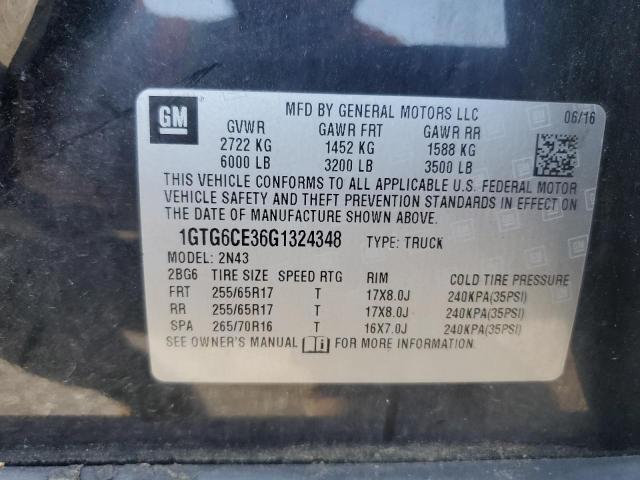 GM
MFD BY GENERAL MOTORS LLC 06/16
GVWR GAWR FRT GAWR RR
2722 KG 1452 KG 1588 KG
6000 LB 3200 LB 3500 LB
THIS VEHICLE CONFORMS TO ALL APPLICABLE U.S. FEDERAL MOTOR
VEHICLE SAFETY AND THEFT PREVENTION STANDARDS IN EFFECT ON
THE DATE OF MANUFACTURE SHOWN ABOVE.
1GTG6CE36G1324348 TYPE: TRUCK
MODEL: 2N43
2BG6 TIRE SIZE SPEED RTG RIM COLD TIRE PRESSURE
FRT 255/65R17 T 17X8.0J 240KPA(35PSI)
RR 255/65R17 T 17X8.0J 240KPA(35PSI)
SPA 265/70R16 T 16X7.0J 240KPA(35PSI)
SEE OWNER'S MANUAL FOR MORE INFORMATION.